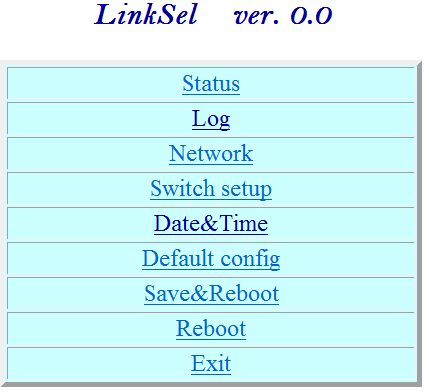 LinkSel ver. 0.0
Status
Log
Network
Switch setup
Date&Time
Default config
Save&Reboot
Reboot
Exit